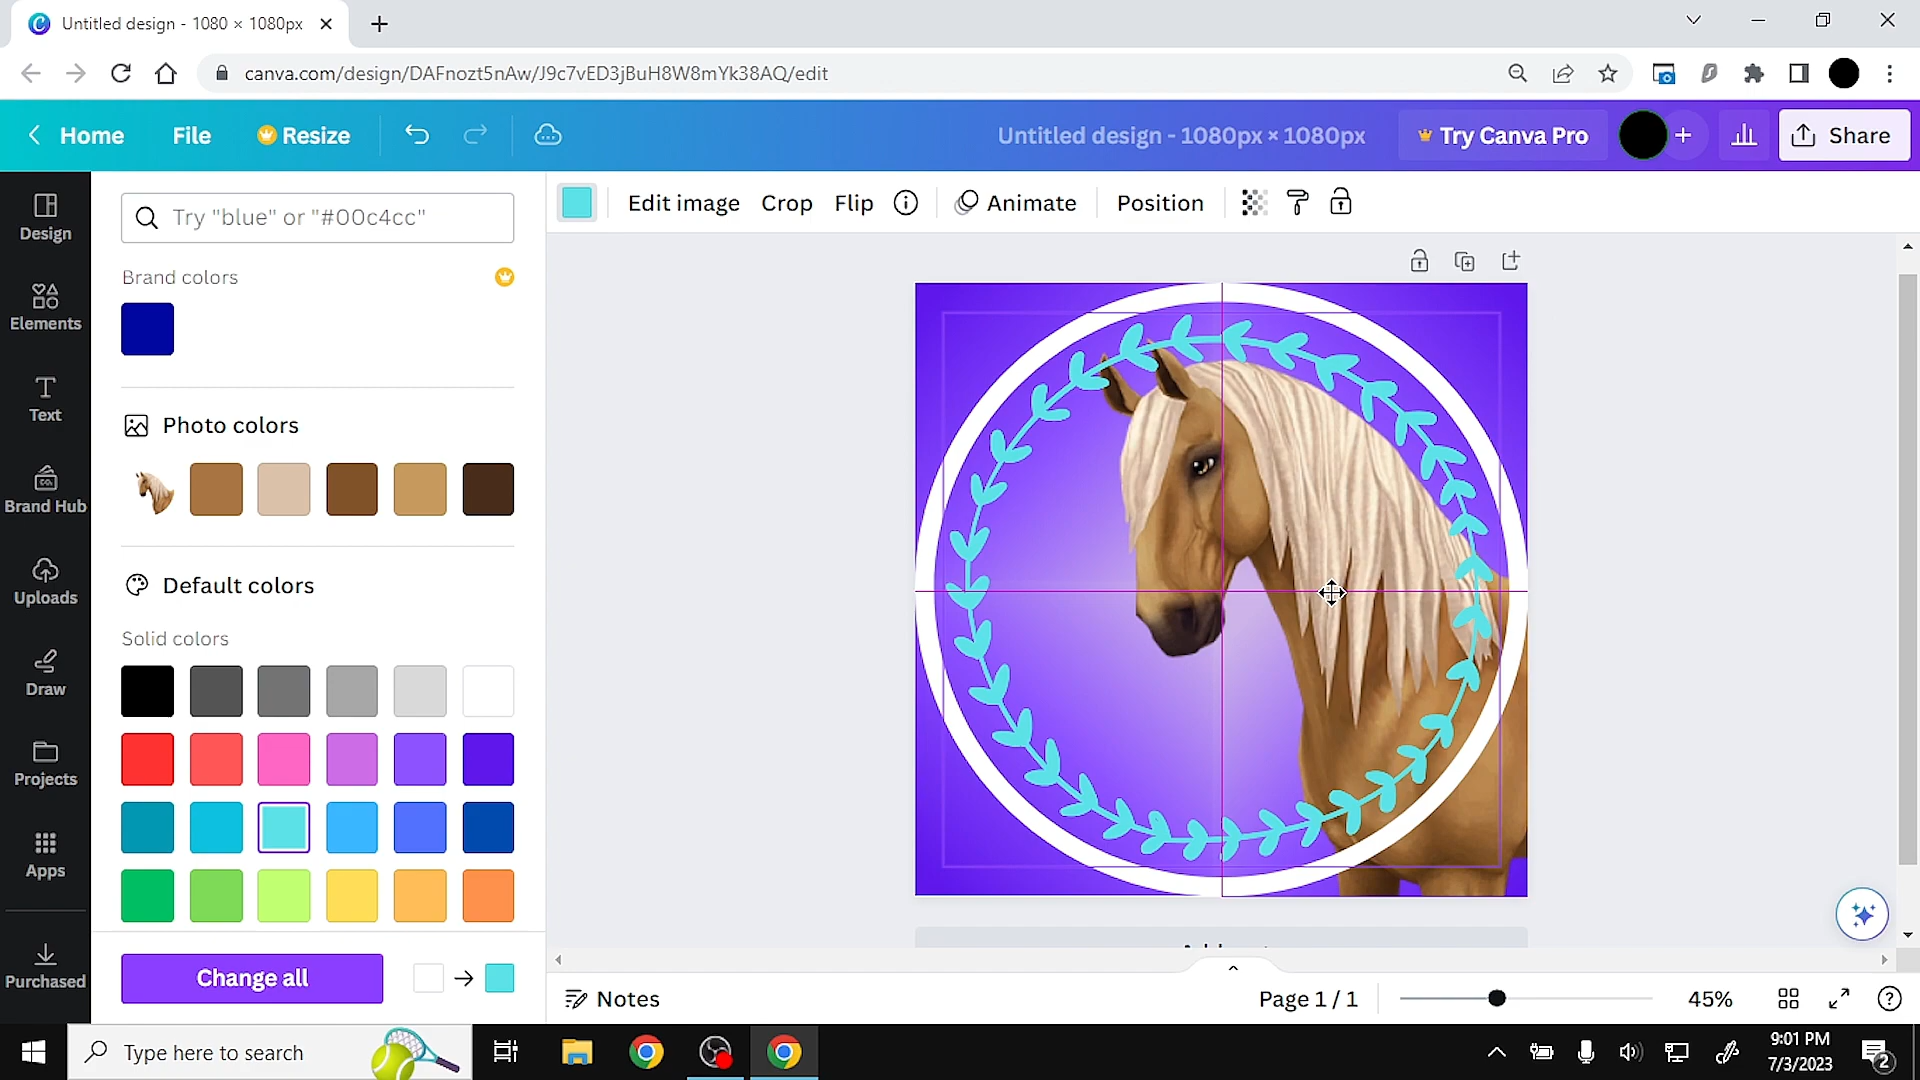 Untitled design - 1080 × 1080px
canva.com/design/DAFnozt5nAw/J9c7vED3jBuH8W8mYk38AQ/edit
Home File Resize Untitled design - 1080px × 1080px Try Canva Pro + Share
Try "blue" or "#00c4cc"
Edit image Crop Flip Animate Position
Design
Elements
Text
Brand Hub
Uploads
Draw
Projects
Apps
Purchased
Brand colors
Photo colors
Default colors
Solid colors
Change all
Notes
Page 1 / 1
45%
Type here to search
9:01 PM
7/3/2023
2